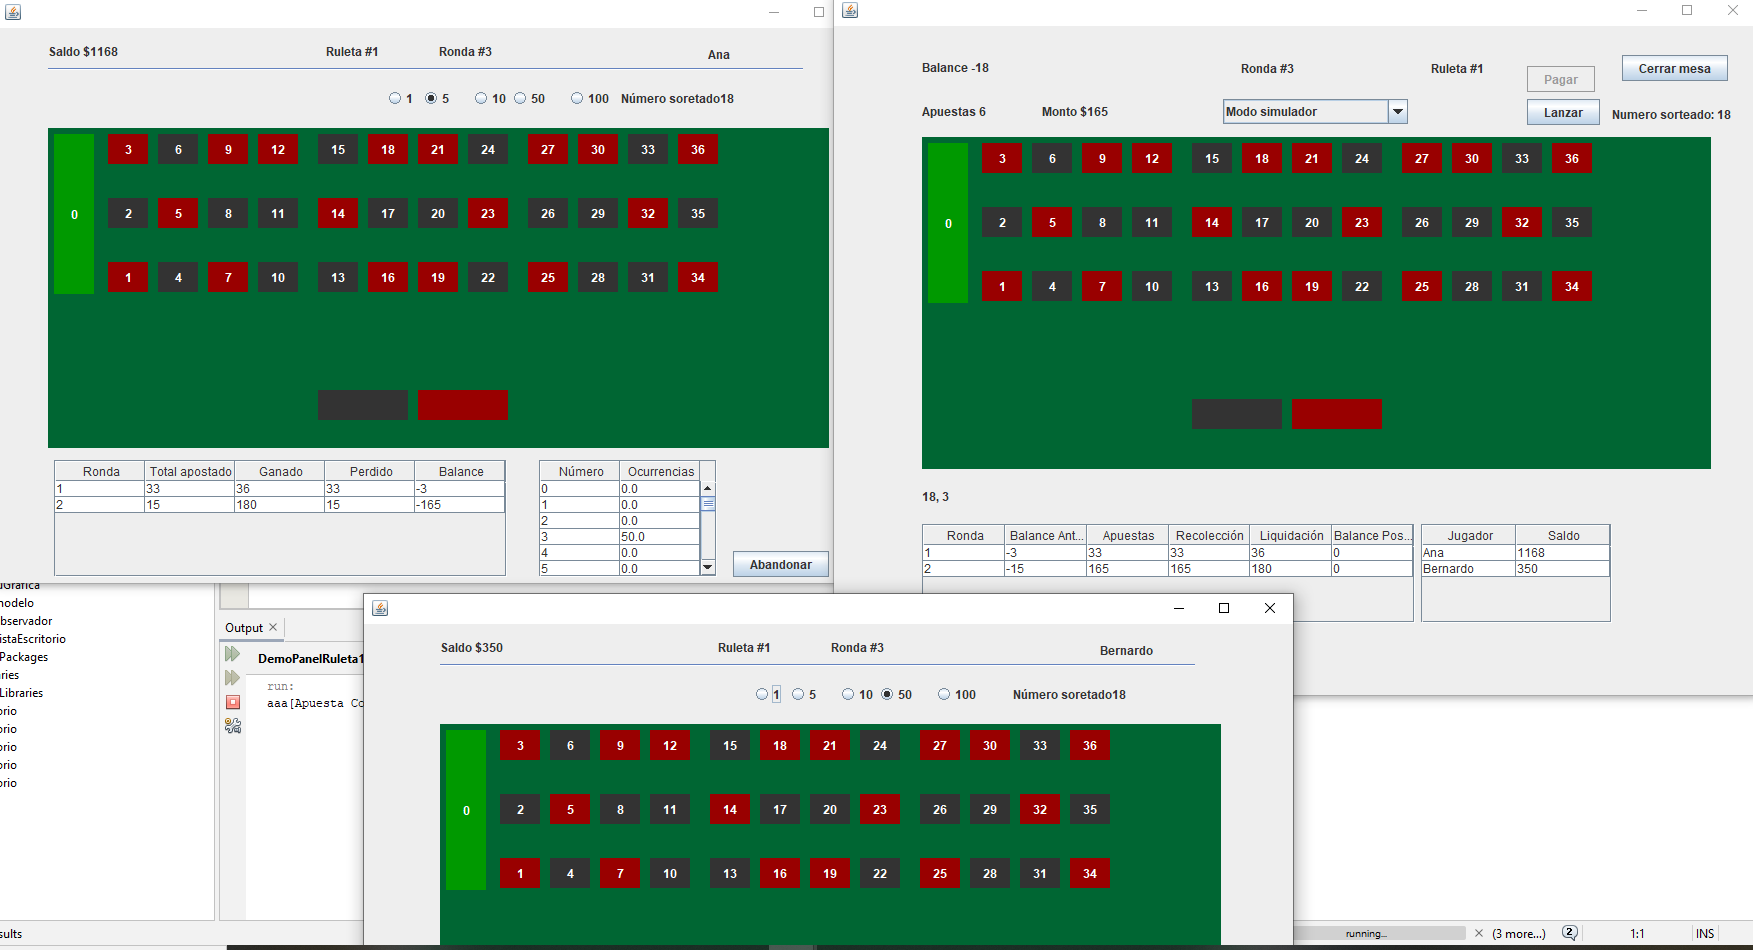 Saldo $1168 Ruleta #1 Ronda #3 Ana
1 5 10 50 100 Número soretado18
3 6 9 12 15 18 21 24 27 30 33 36
0
2 5 8 11 14 17 20 23 26 29 32 35
1 4 7 10 13 16 19 22 25 28 31 34
Ronda Total apostado Ganado Perdido Balance
1 33 36 33 -3
2 15 180 15 -165
Número Ocurrencias
0 0.0
1 0.0
2 0.0
3 50.0
4 0.0
5 0.0
Abandonar
Balance -18 Ronda #3 Ruleta #1 Pagar Cerrar mesa
Apuestas 6 Monto $165 Modo simulador Lanzar Numero sorteado: 18
3 6 9 12 15 18 21 24 27 30 33 36
0
2 5 8 11 14 17 20 23 26 29 32 35
1 4 7 10 13 16 19 22 25 28 31 34
18, 3
Ronda Balance Ant... Apuestas Recolección Liquidación Balance Pos...
1 -3 33 33 36 0
2 -15 165 165 180 0
Jugador Saldo
Ana 1168
Bernardo 350
modelo
bservador
istaEscritorio
Packages
ries
Libraries
orio
orio
orio
orio
orio
Output
DemoPanelRuleta1
run:
aaa[Apuesta Co
Saldo $350 Ruleta #1 Ronda #3 Bernardo
1 5 10 50 100 Número soretado18
3 6 9 12 15 18 21 24 27 30 33 36
0
2 5 8 11 14 17 20 23 26 29 32 35
1 4 7 10 13 16 19 22 25 28 31 34
sults
running... (3 more...) 2 1:1 INS